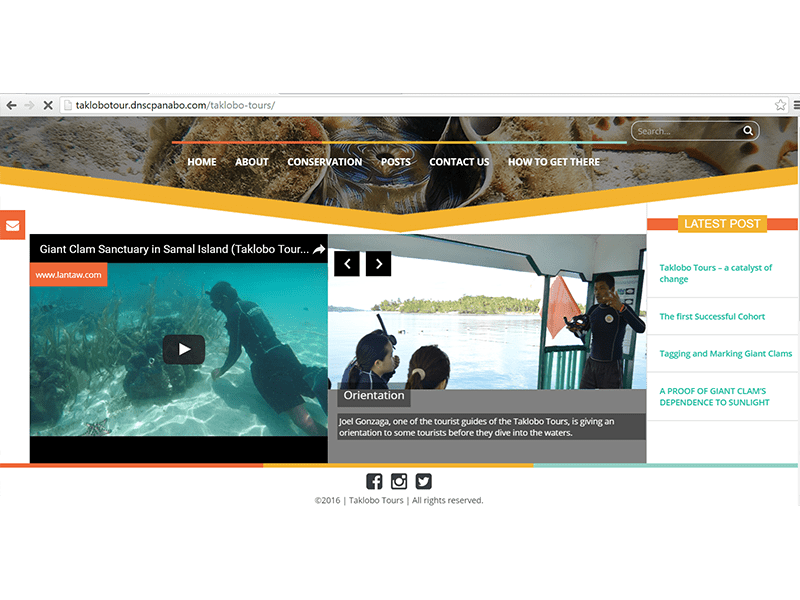 taklobotour.dnscpanabo.com/taklobo-tours/
Search...
HOME ABOUT CONSERVATION POSTS CONTACT US HOW TO GET THERE
LATEST POST
Taklobo Tours – a catalyst of
change
The first Successful Cohort
Tagging and Marking Giant Clams
A PROOF OF GIANT CLAM'S
DEPENDENCE TO SUNLIGHT
Giant Clam Sanctuary in Samal Island (Taklobo Tour...
www.lantaw.com
Orientation
Joel Gonzaga, one of the tourist guides of the Taklobo Tours, is giving an
orientation to some tourists before they dive into the waters.
©2016 | Taklobo Tours | All rights reserved.